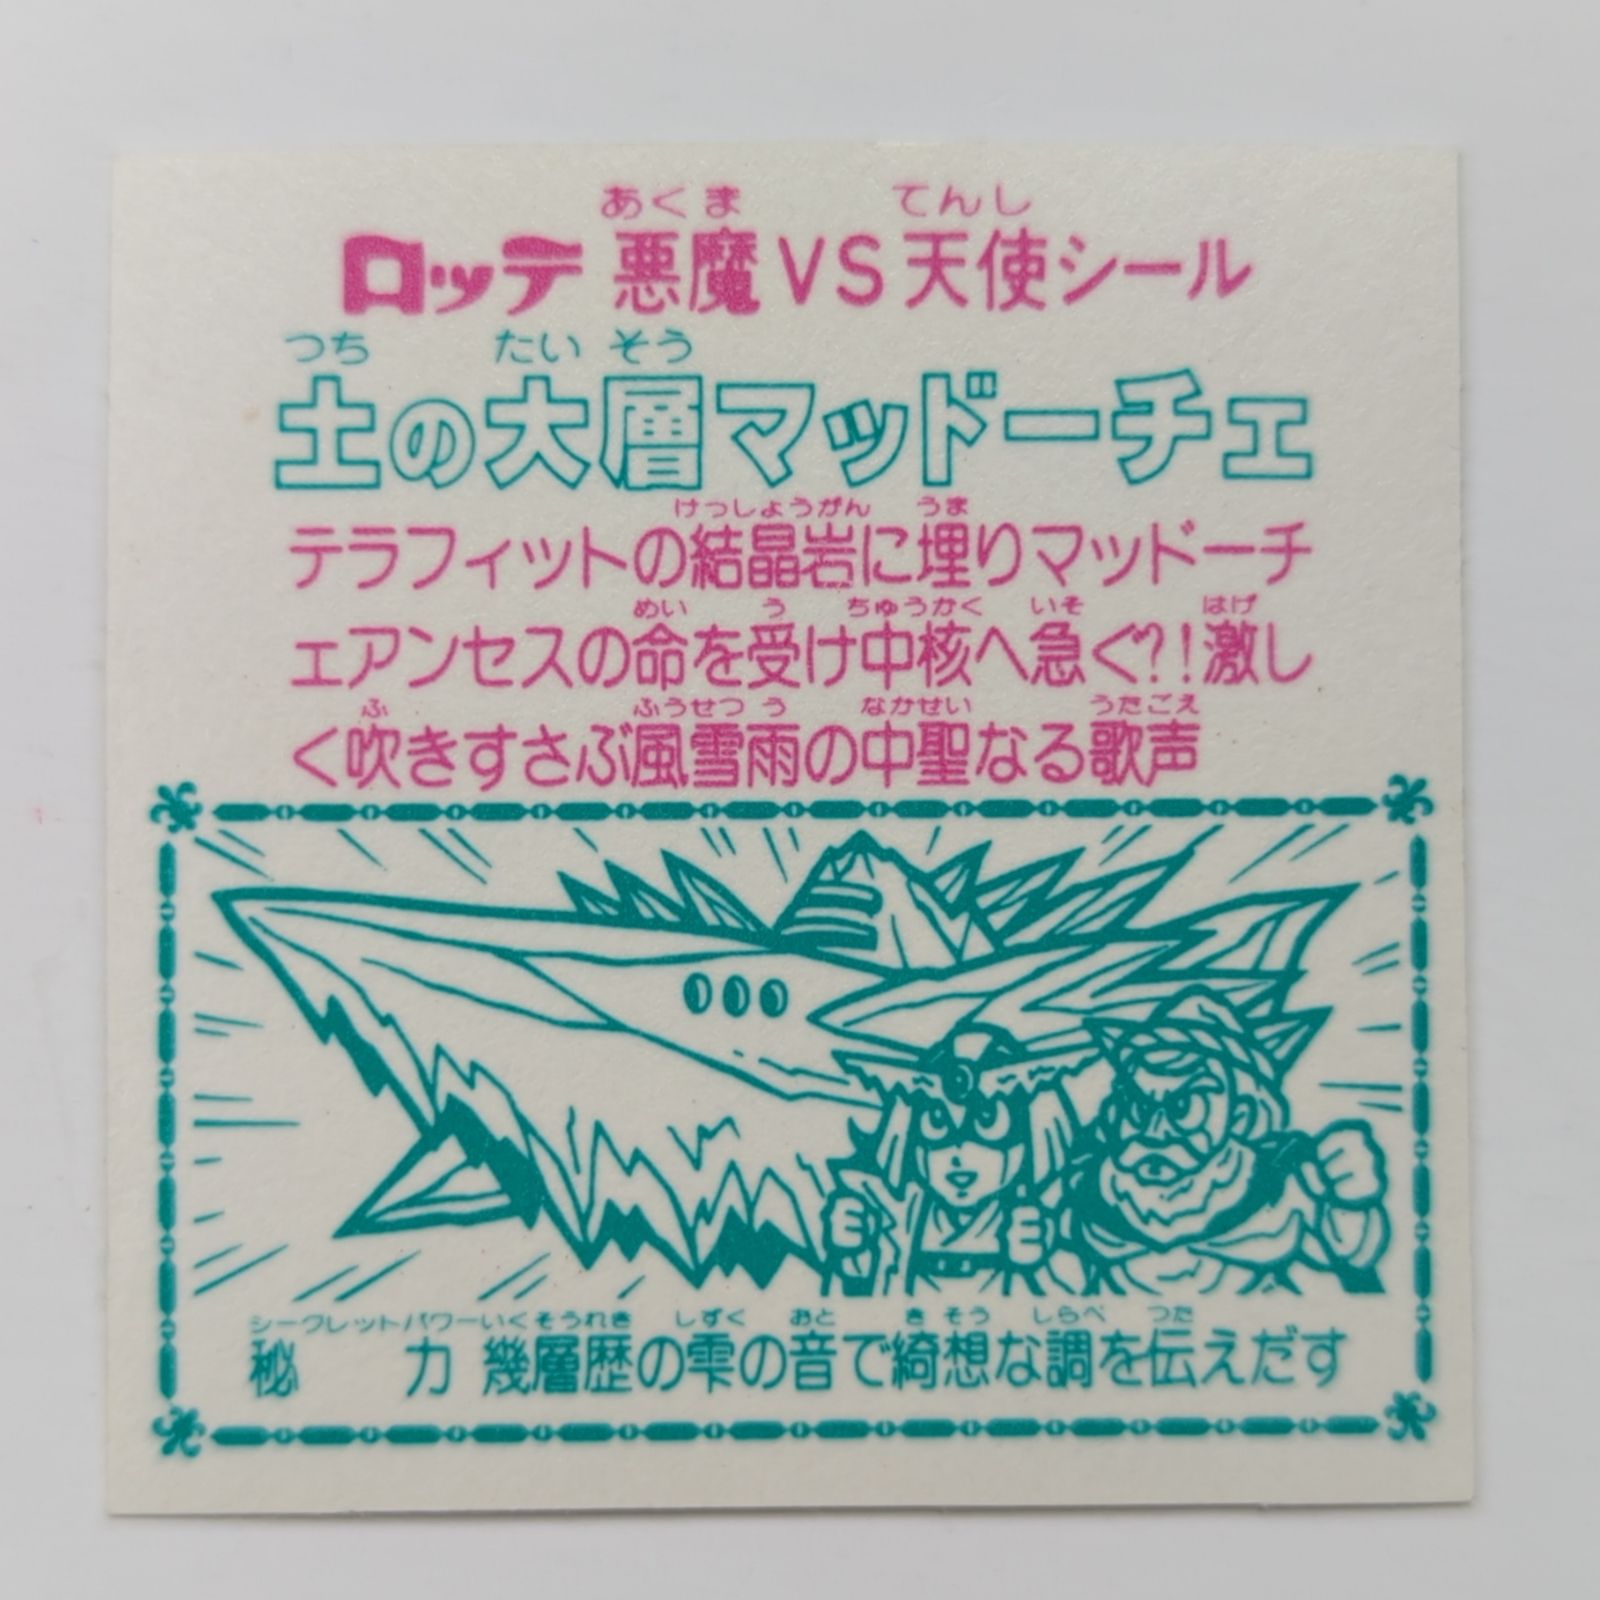 あくま てんし
ロッテ 悪魔VS天使シール
つち たい そう
土の大層マッドーチェ
けっしょうがん うま
テラフィットの結晶岩に埋りマッドーチ
めい う ちゅうかく いそ はげ
ェアンセスの命を受け中核へ急ぐ?!激し
ふ ふうせつ う なかせい うたごえ
く吹きすさぶ風雪雨の中聖なる歌声
シークレットパワー いくそうれき しずく おと き そう しらべ つた
秘力 幾層歴の雫の音で綺想な調を伝えだす